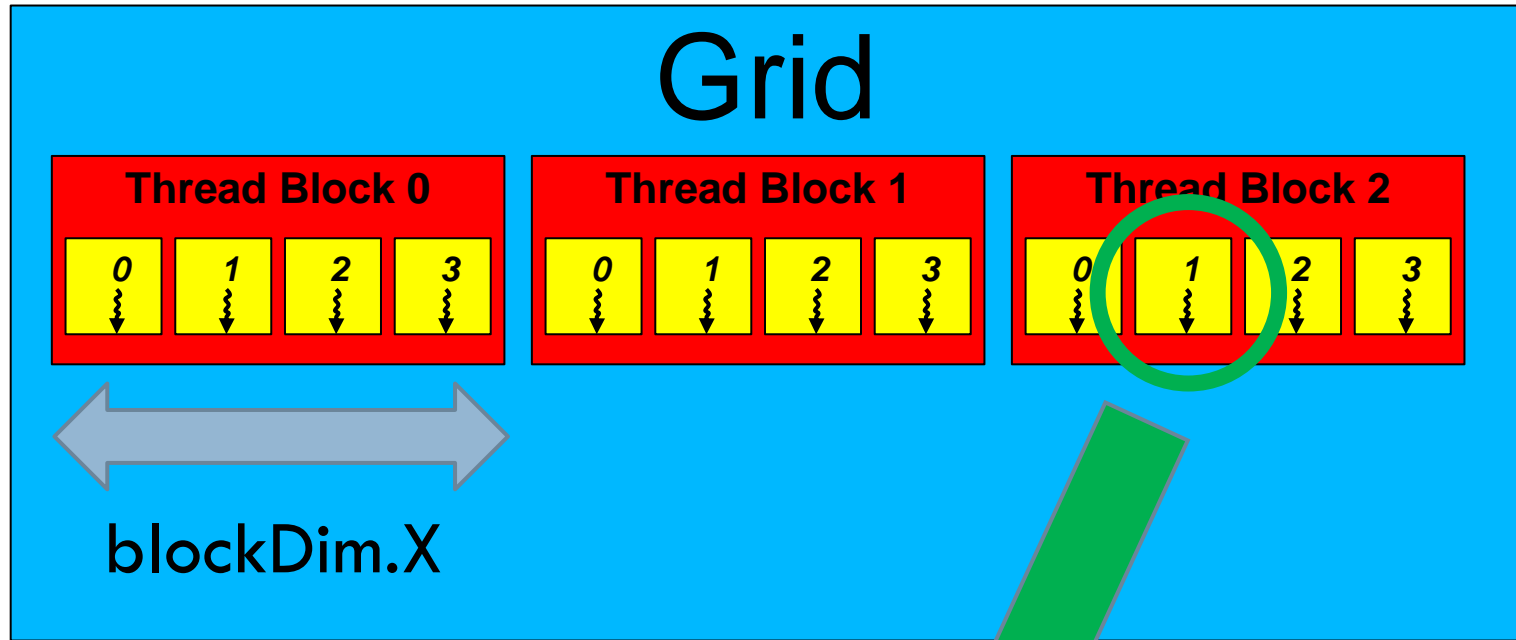 Grid
Thread Block 0 Thread Block 1 Thread Block 2
0 1 2 3 0 1 2 3 0 1 2 3
blockDim.X